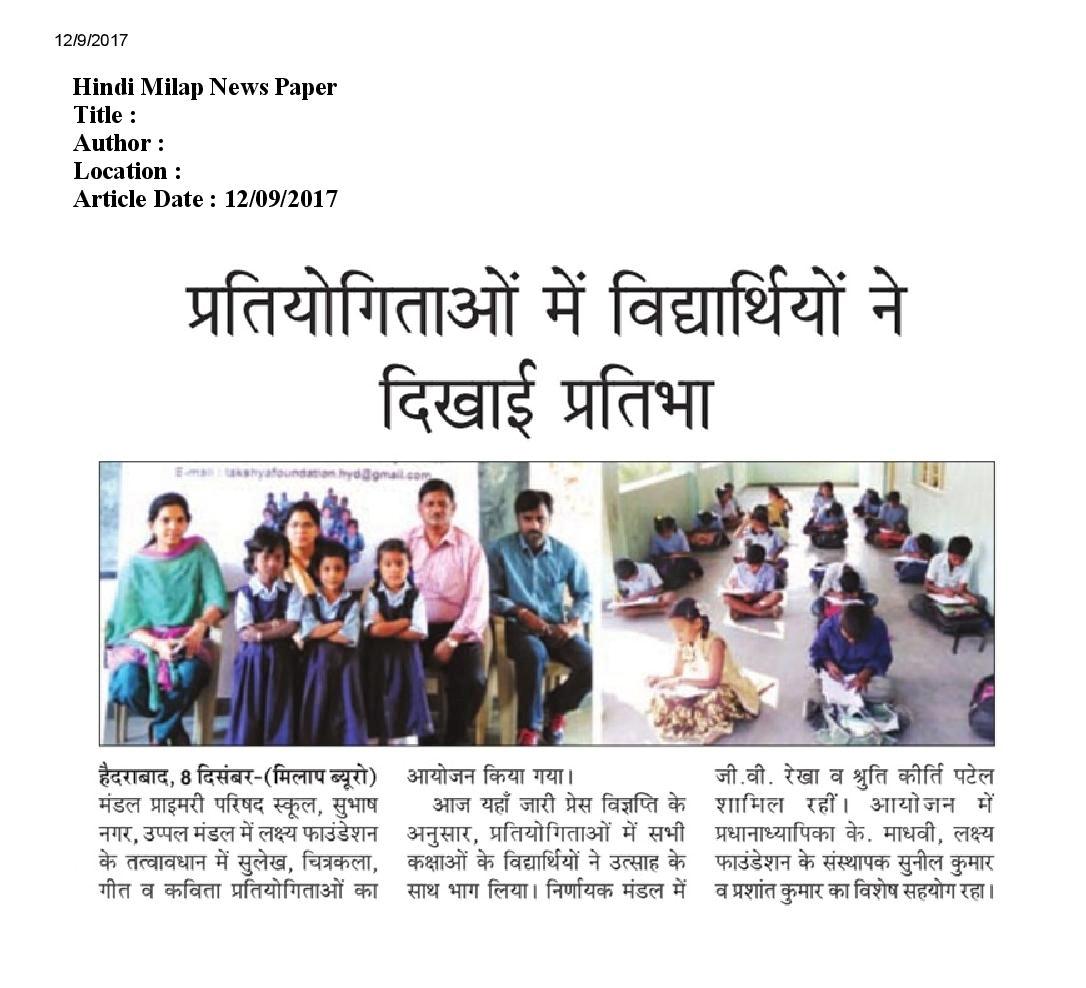 12/9/2017
Hindi Milap News Paper
Title :
Author :
Location :
Article Date : 12/09/2017
प्रतियोगिताओं में विद्यार्थियों ने
दिखाई प्रतिभा
E-mail : lakshyafoundation.hyd@gmail.com
हैदराबाद, 8 दिसंबर-(मिलाप ब्यूरो)
मंडल प्राइमरी परिषद स्कूल, सुभाष
नगर, उप्पल मंडल में लक्ष्य फाउंडेशन
के तत्वावधान में सुलेख, चित्रकला,
गीत व कविता प्रतियोगिताओं का
आयोजन किया गया।
आज यहाँ जारी प्रेस विज्ञप्ति के
अनुसार, प्रतियोगिताओं में सभी
कक्षाओं के विद्यार्थियों ने उत्साह के
साथ भाग लिया। निर्णायक मंडल में
जी.वी. रेखा व श्रुति कीर्ति पटेल
शामिल रहीं। आयोजन में
प्रधानाध्यापिका के. माधवी, लक्ष्य
फाउंडेशन के संस्थापक सुनील कुमार
व प्रशांत कुमार का विशेष सहयोग रहा।